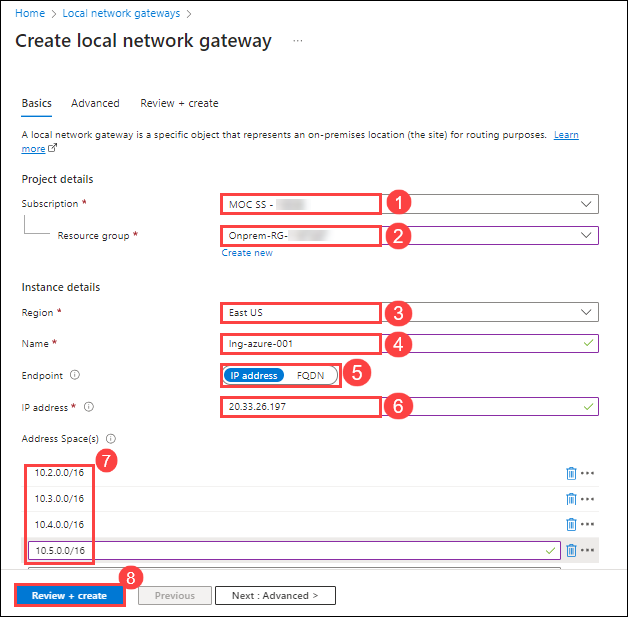 Home > Local network gateways >
Create local network gateway ...
Basics Advanced Review + create
A local network gateway is a specific object that represents an on-premises location (the site) for routing purposes. Learn
more
Project details
Subscription * MOC SS - 1
Resource group * Onprem-RG- 2
Create new
Instance details
Region * East US 3
Name * lng-azure-001 4
Endpoint IP address FQDN 5
IP address * 20.33.26.197 6
Address Space(s)
7
10.2.0.0/16
10.3.0.0/16
10.4.0.0/16
10.5.0.0/16
8
Review + create Previous Next : Advanced >